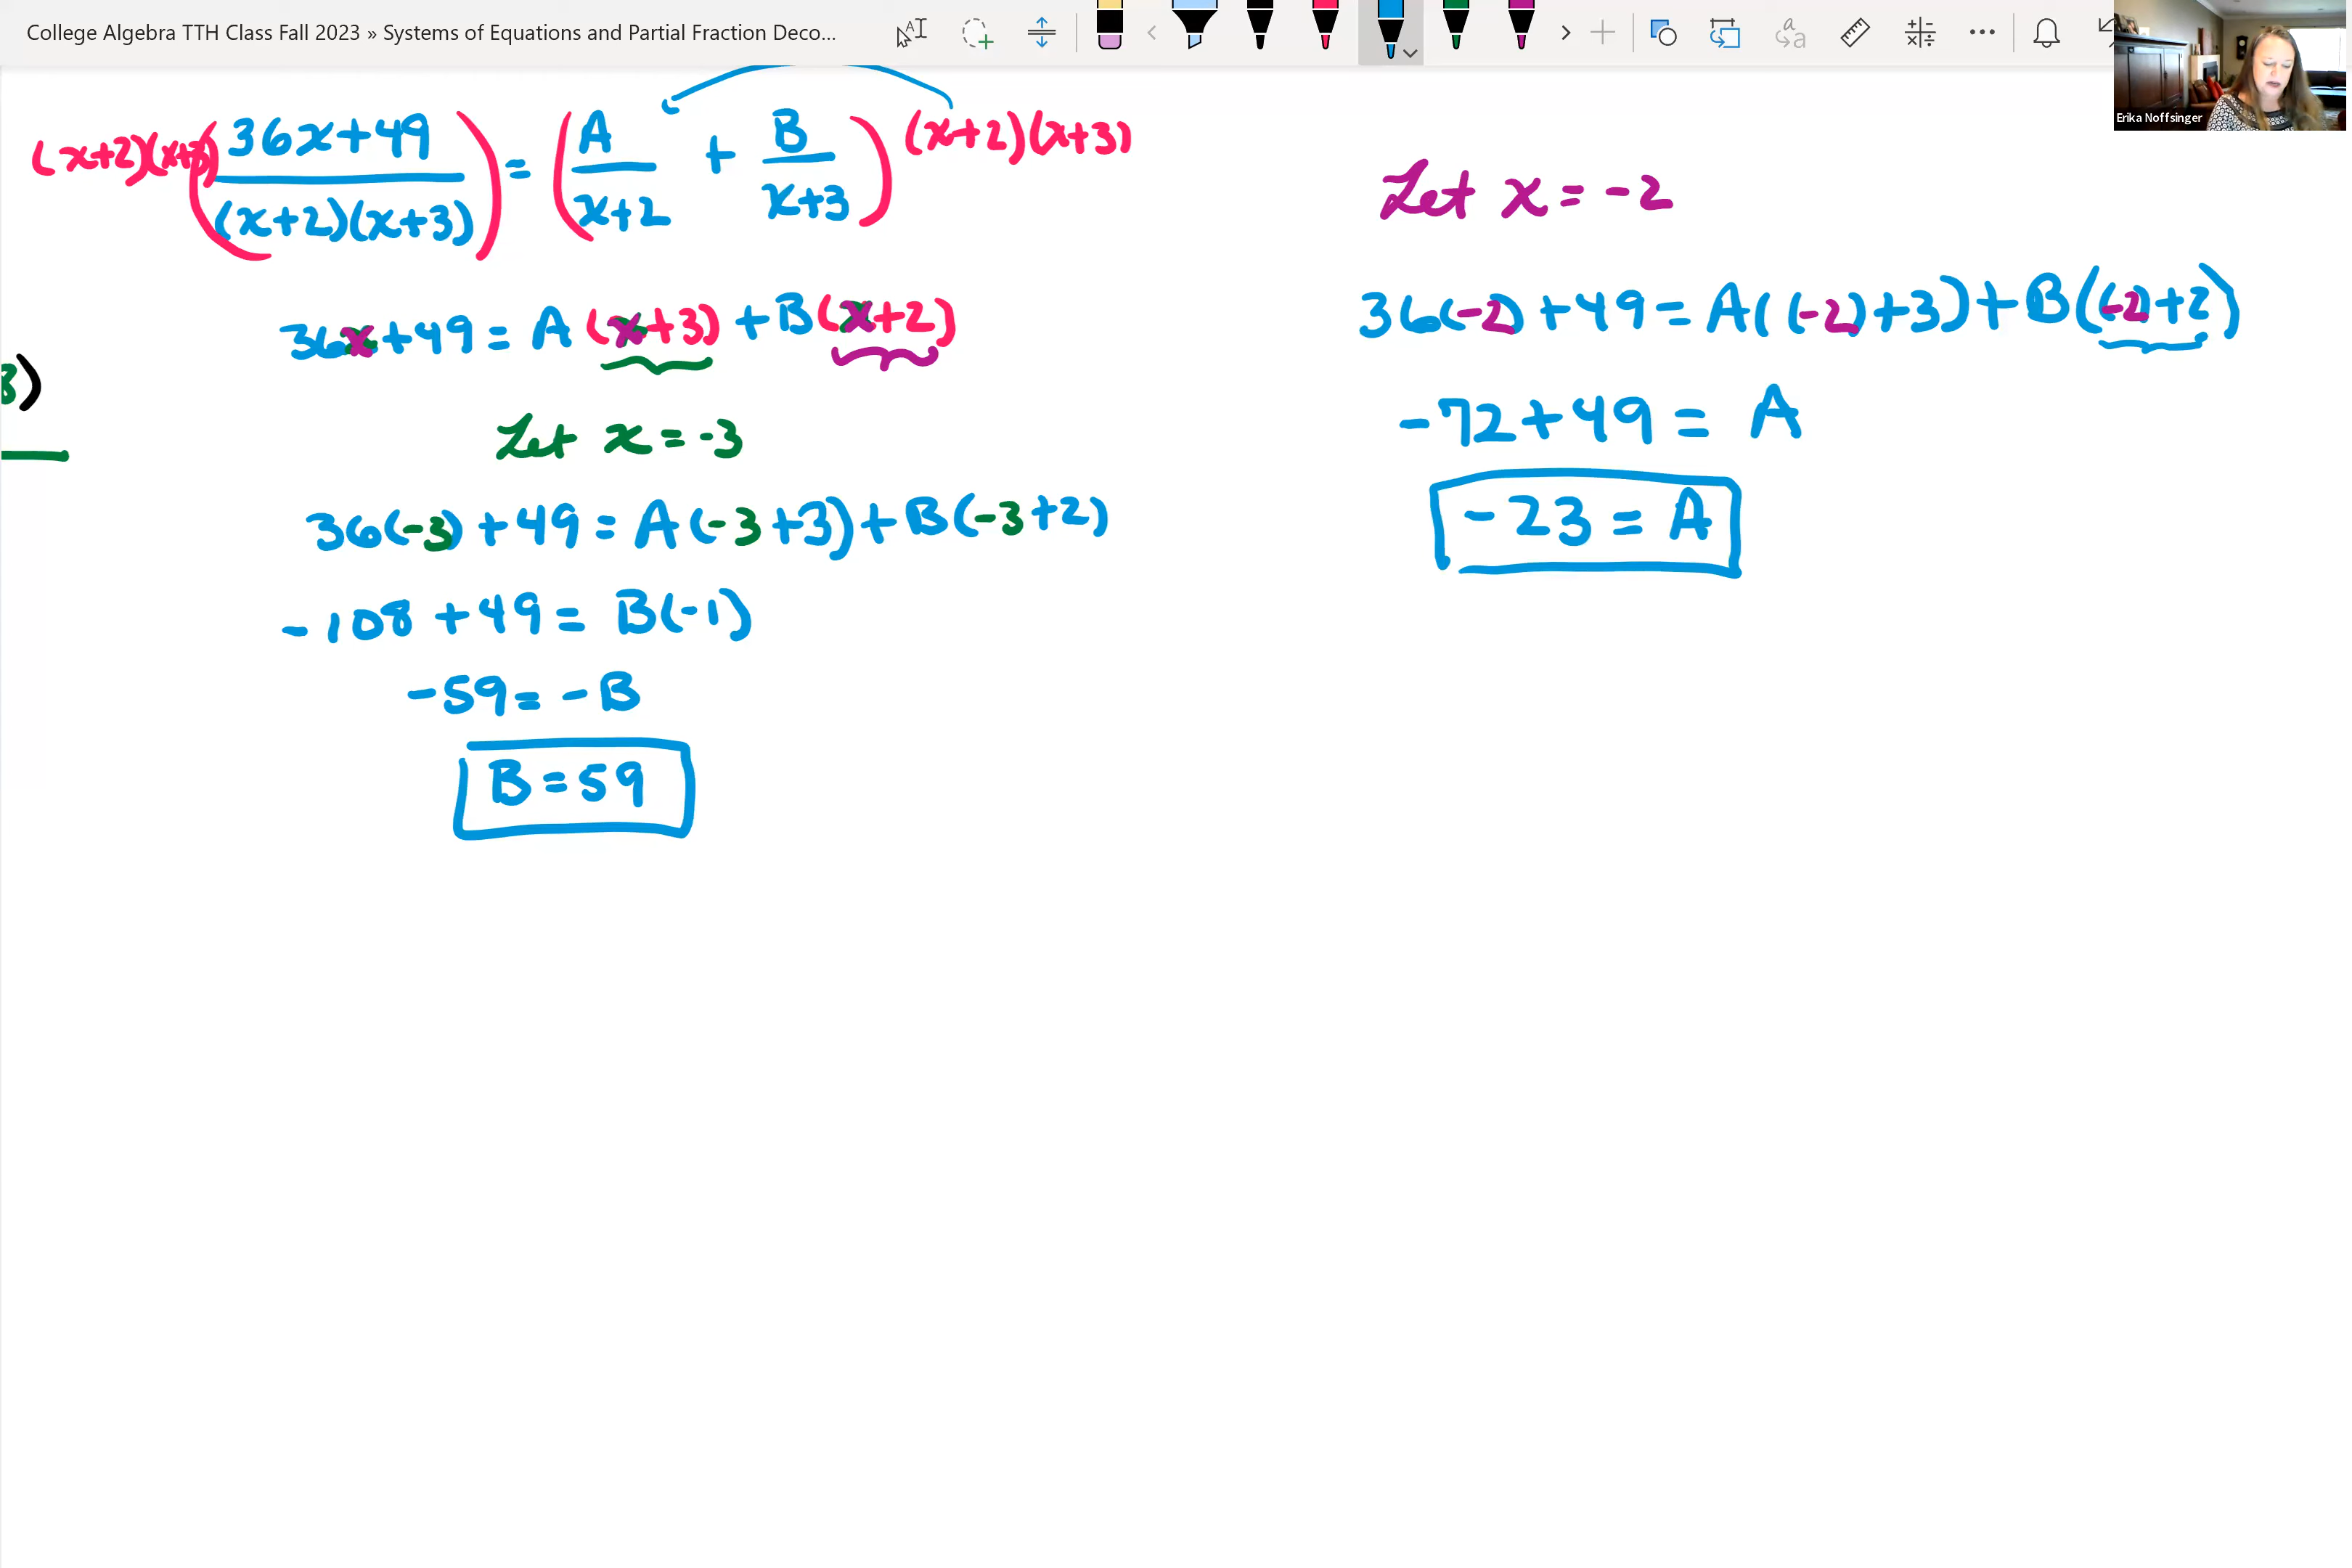 College Algebra TTH Class Fall 2023 » Systems of Equations and Partial Fraction Deco...
Erika Noffsinger
(x+2)(x+3)(36x+49/(x+2)(x+3)) = (A/x+2 + B/x+3)(x+2)(x+3)
36x+49 = A(x+3)+B(x+2)
3)
Let x=-3
36(-3)+49=A(-3+3)+B(-3+2)
-108+49= B(-1)
-59=-B
B=59
Let x=-2
36(-2)+49=A((-2)+3)+B(-2+2)
-72+49= A
-23=A